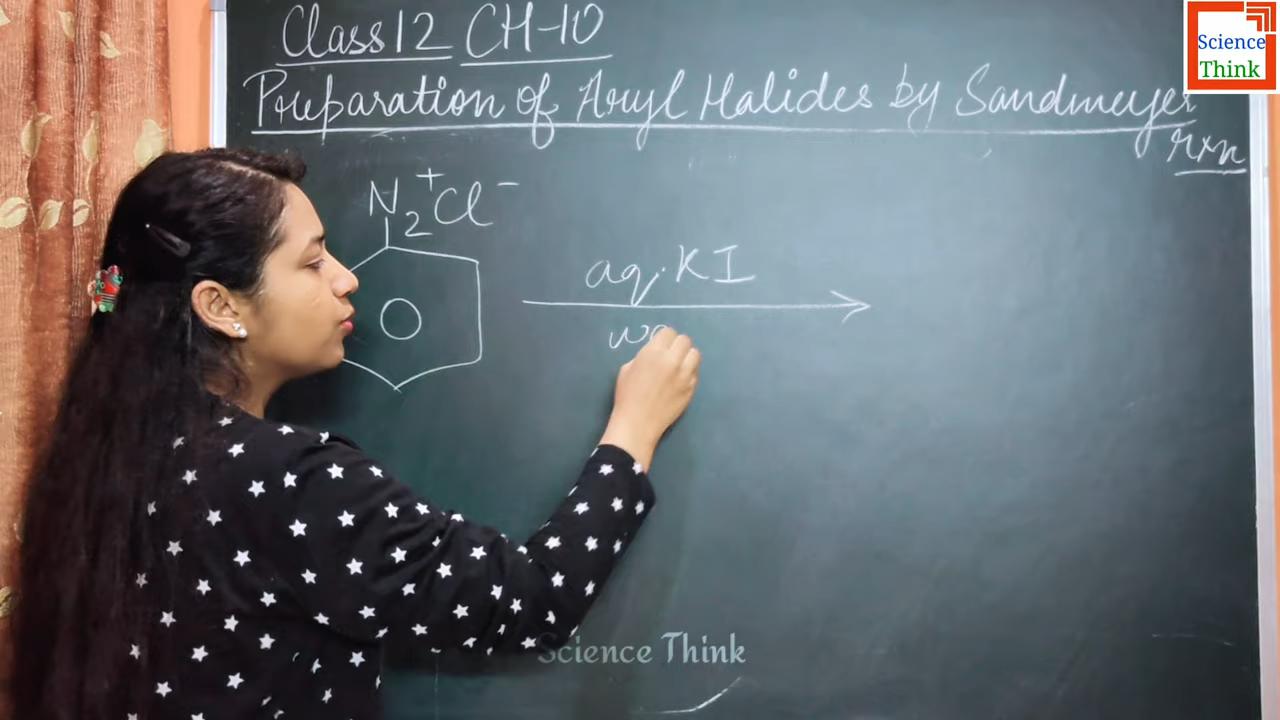 Class 12 CH-10
Preparation of Aryl Halides by Sandmeyer
rxn
N2+Cl-
aq. KI
Science
Think
Science Think